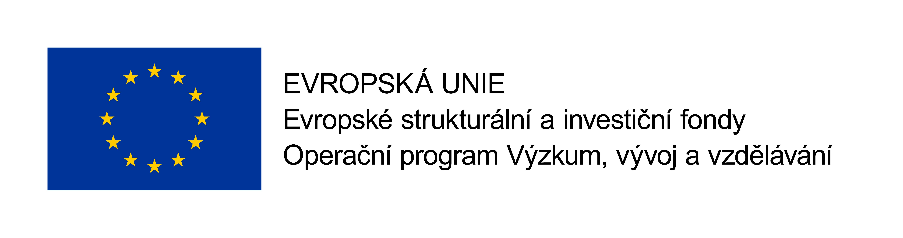 EVROPSKÁ UNIE
Evropské strukturální a investiční fondy
Operační program Výzkum, vývoj a vzdělávání